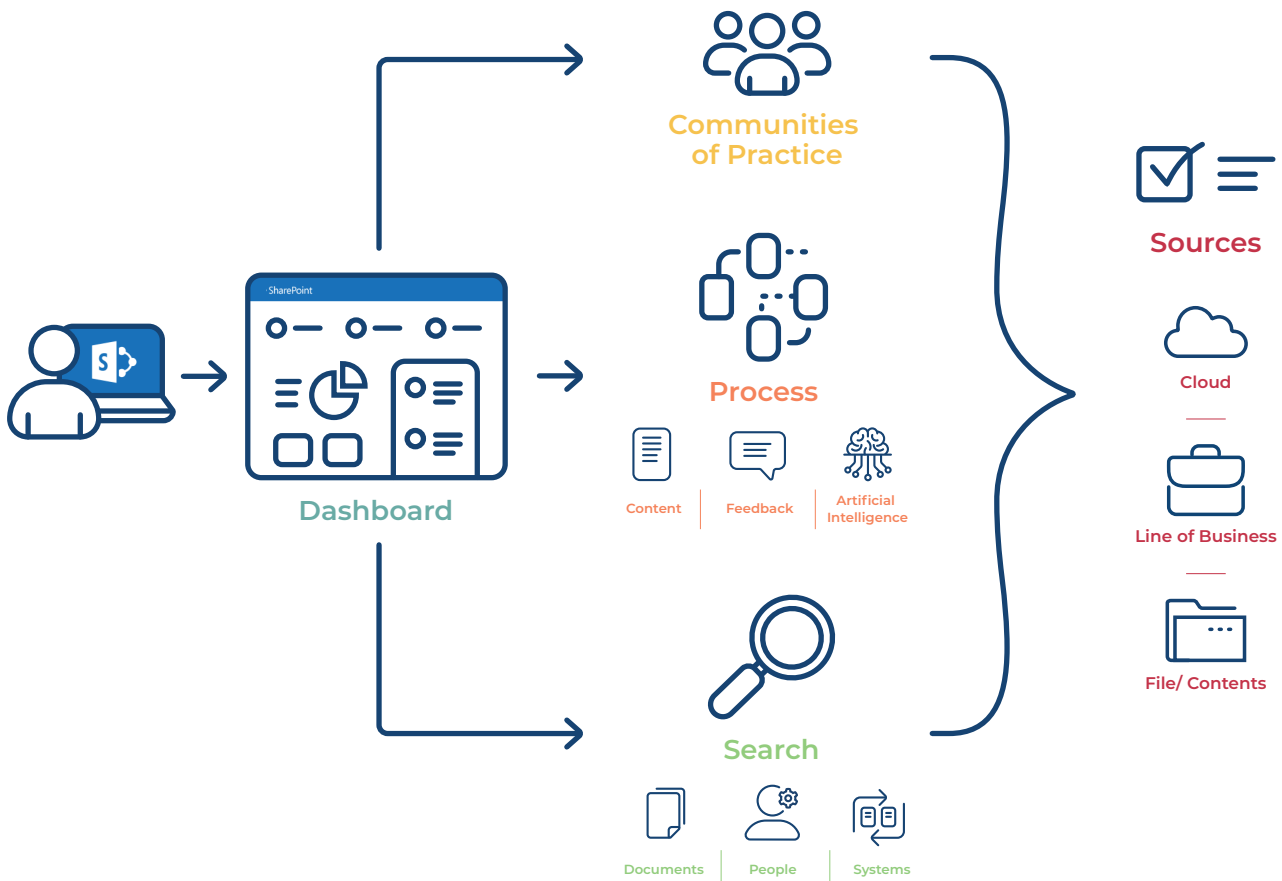 Communities
of Practice
Sources
SharePoint
S
Cloud
Process
Dashboard
Content
Feedback
Artificial
Intelligence
Line of Business
File/ Contents
Search
Documents
People
Systems